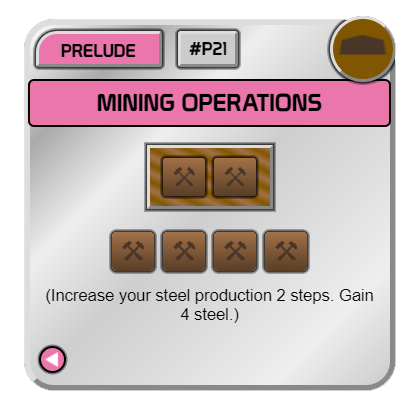 PRELUDE
#P21
MINING OPERATIONS
(Increase your steel production 2 steps. Gain
4 steel.)